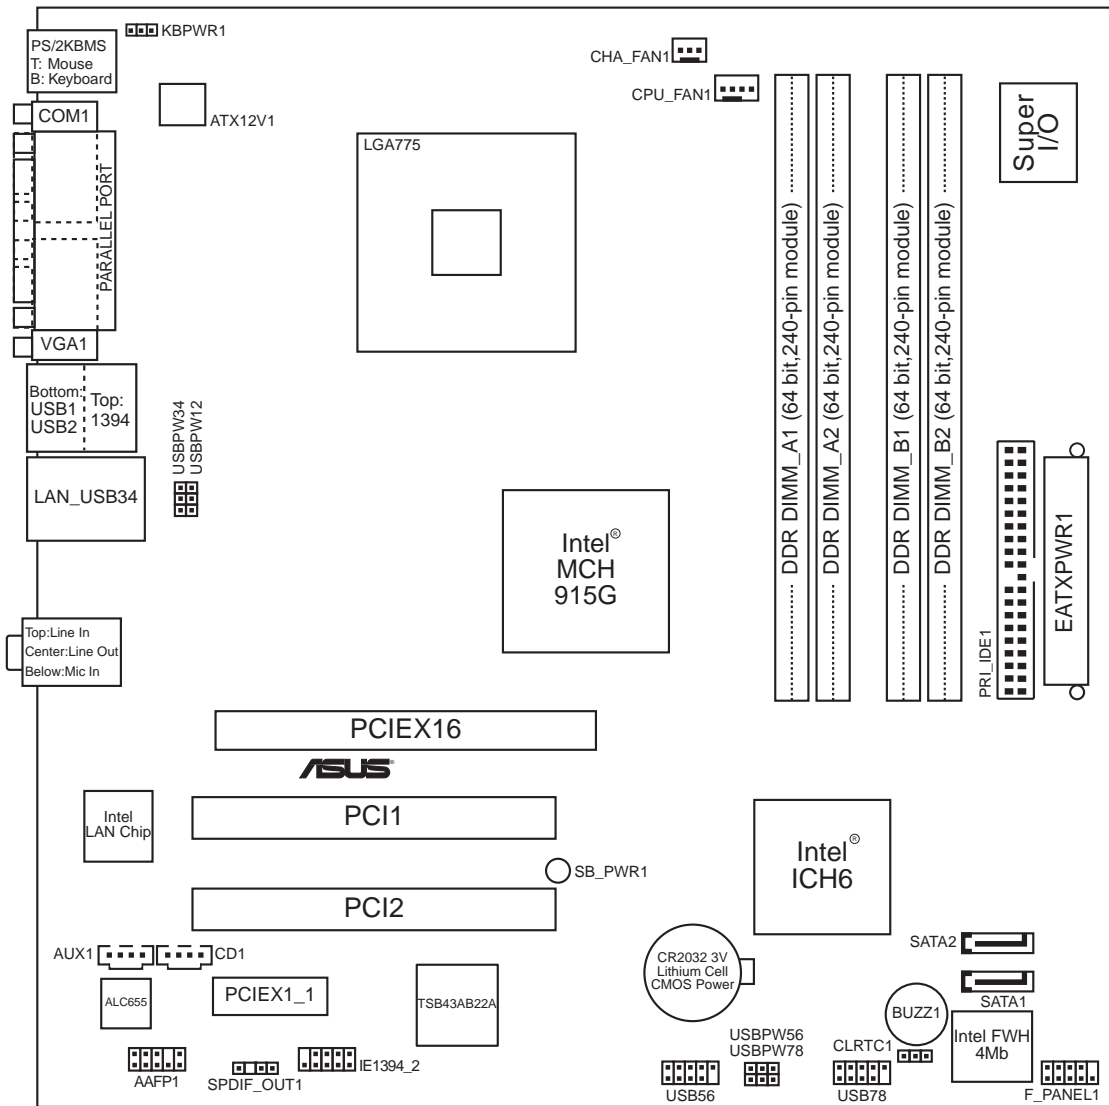 KBPWR1
PS/2KBMS
T: Mouse
B: Keyboard
CHA_FAN1
CPU_FAN1
COM1
ATX12V1
Super
I/O
LGA775
PARALLEL PORT
VGA1
Bottom:
USB1
USB2
Top:
1394
USBPW34
USBPW12
LAN_USB34
DDR DIMM_A1 (64 bit,240-pin module)
DDR DIMM_A2 (64 bit,240-pin module)
DDR DIMM_B1 (64 bit,240-pin module)
DDR DIMM_B2 (64 bit,240-pin module)
PRI_IDE1
EATXPWR1
Intel®
MCH
915G
Top:Line In
Center:Line Out
Below:Mic In
PCIEX16
ASUS®
Intel
LAN Chip
PCI1
Intel®
ICH6
SB_PWR1
PCI2
AUX1
CD1
CR2032 3V
Lithium Cell
CMOS Power
SATA2
SATA1
ALC655
PCIEX1_1
TSB43AB22A
BUZZ1
Intel FWH
4Mb
USBPW56
USBPW78
CLRTC1
AAFP1
SPDIF_OUT1
IE1394_2
USB56
USB78
F_PANEL1